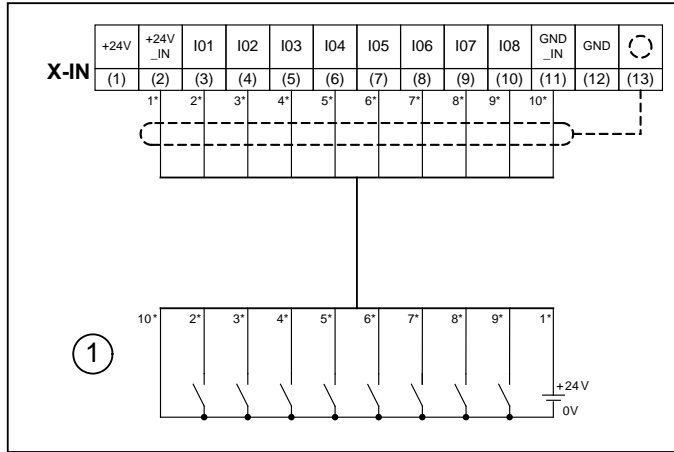 +24V +24V _IN I01 I02 I03 I04 I05 I06 I07 I08 GND _IN GND
X-IN (1) (2) (3) (4) (5) (6) (7) (8) (9) (10) (11) (12) (13)
1* 2* 3* 4* 5* 6* 7* 8* 9* 10*
10* 2* 3* 4* 5* 6* 7* 8* 9* 1*
1
+24V
0V